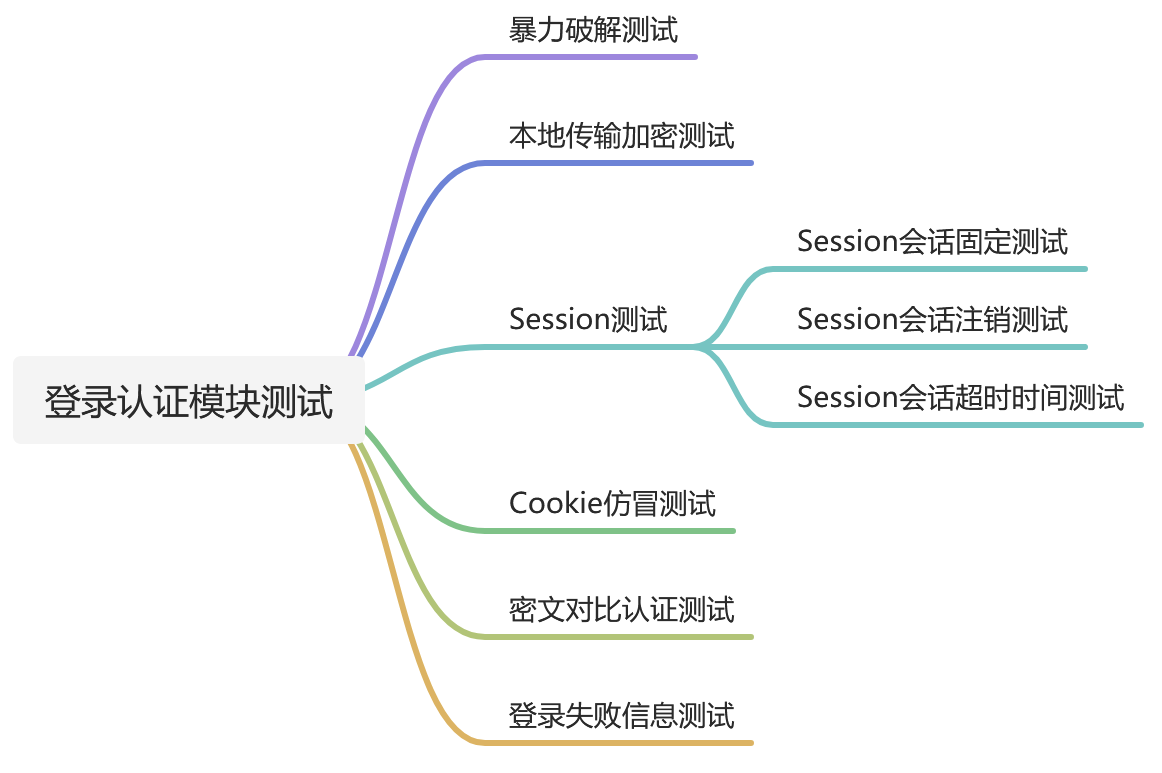 暴力破解测试
本地传输加密测试
Session会话固定测试
Session测试
Session会话注销测试
Session会话超时时间测试
登录认证模块测试
Cookie仿冒测试
密文对比认证测试
登录失败信息测试